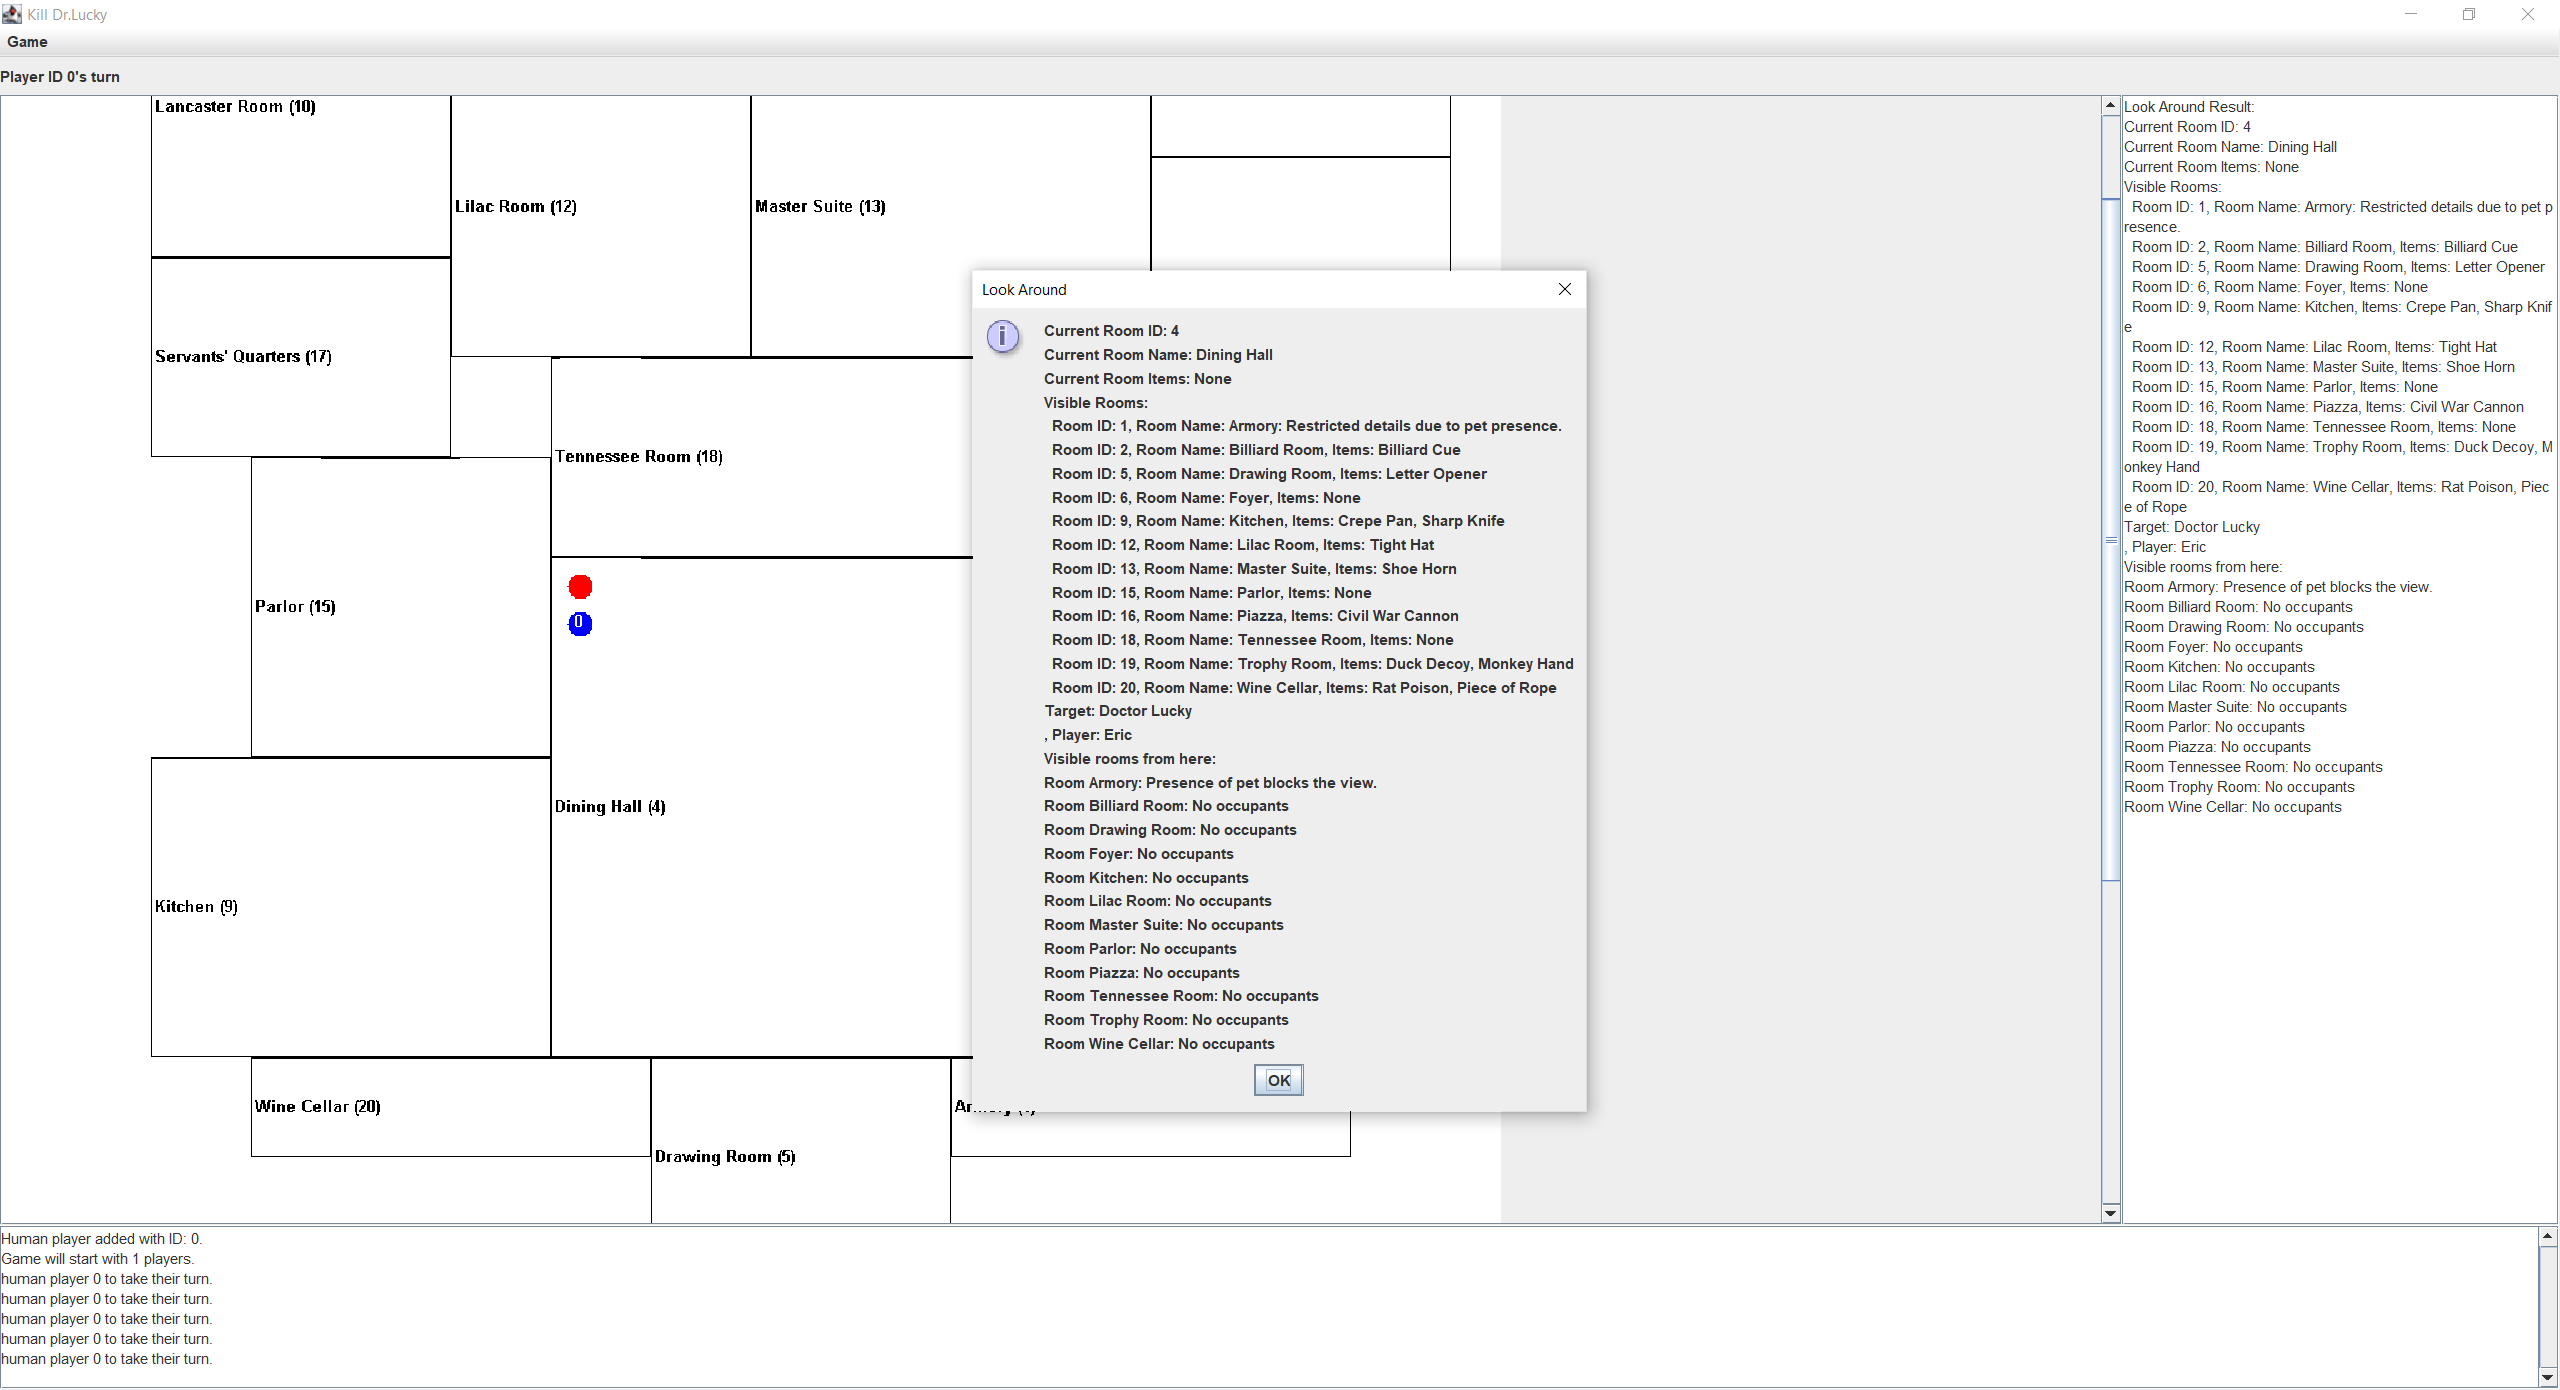 Kill Dr.Lucky
Game
Player ID 0's turn
Lancaster Room (10)
Lilac Room (12)
Master Suite (13)
Servants' Quarters (17)
Tennessee Room (18)
Parlor (15)
0
Dining Hall (4)
Kitchen (9)
Wine Cellar (20)
Drawing Room (5)
Look Around
i
Current Room ID: 4
Current Room Name: Dining Hall
Current Room Items: None
Visible Rooms:
Room ID: 1, Room Name: Armory: Restricted details due to pet presence.
Room ID: 2, Room Name: Billiard Room, Items: Billiard Cue
Room ID: 5, Room Name: Drawing Room, Items: Letter Opener
Room ID: 6, Room Name: Foyer, Items: None
Room ID: 9, Room Name: Kitchen, Items: Crepe Pan, Sharp Knife
Room ID: 12, Room Name: Lilac Room, Items: Tight Hat
Room ID: 13, Room Name: Master Suite, Items: Shoe Horn
Room ID: 15, Room Name: Parlor, Items: None
Room ID: 16, Room Name: Piazza, Items: Civil War Cannon
Room ID: 18, Room Name: Tennessee Room, Items: None
Room ID: 19, Room Name: Trophy Room, Items: Duck Decoy, Monkey Hand
Room ID: 20, Room Name: Wine Cellar, Items: Rat Poison, Piece of Rope
Target: Doctor Lucky
, Player: Eric
Visible rooms from here:
Room Armory: Presence of pet blocks the view.
Room Billiard Room: No occupants
Room Drawing Room: No occupants
Room Foyer: No occupants
Room Kitchen: No occupants
Room Lilac Room: No occupants
Room Master Suite: No occupants
Room Parlor: No occupants
Room Piazza: No occupants
Room Tennessee Room: No occupants
Room Trophy Room: No occupants
Room Wine Cellar: No occupants
OK
Look Around Result:
Current Room ID: 4
Current Room Name: Dining Hall
Current Room Items: None
Visible Rooms:
Room ID: 1, Room Name: Armory: Restricted details due to pet p
resence.
Room ID: 2, Room Name: Billiard Room, Items: Billiard Cue
Room ID: 5, Room Name: Drawing Room, Items: Letter Opener
Room ID: 6, Room Name: Foyer, Items: None
Room ID: 9, Room Name: Kitchen, Items: Crepe Pan, Sharp Knif
e
Room ID: 12, Room Name: Lilac Room, Items: Tight Hat
Room ID: 13, Room Name: Master Suite, Items: Shoe Horn
Room ID: 15, Room Name: Parlor, Items: None
Room ID: 16, Room Name: Piazza, Items: Civil War Cannon
Room ID: 18, Room Name: Tennessee Room, Items: None
Room ID: 19, Room Name: Trophy Room, Items: Duck Decoy, M
onkey Hand
Room ID: 20, Room Name: Wine Cellar, Items: Rat Poison, Piec
e of Rope
Target: Doctor Lucky
, Player: Eric
Visible rooms from here:
Room Armory: Presence of pet blocks the view.
Room Billiard Room: No occupants
Room Drawing Room: No occupants
Room Foyer: No occupants
Room Kitchen: No occupants
Room Lilac Room: No occupants
Room Master Suite: No occupants
Room Parlor: No occupants
Room Piazza: No occupants
Room Tennessee Room: No occupants
Room Trophy Room: No occupants
Room Wine Cellar: No occupants
Human player added with ID: 0.
Game will start with 1 players.
human player 0 to take their turn.
human player 0 to take their turn.
human player 0 to take their turn.
human player 0 to take their turn.
human player 0 to take their turn.